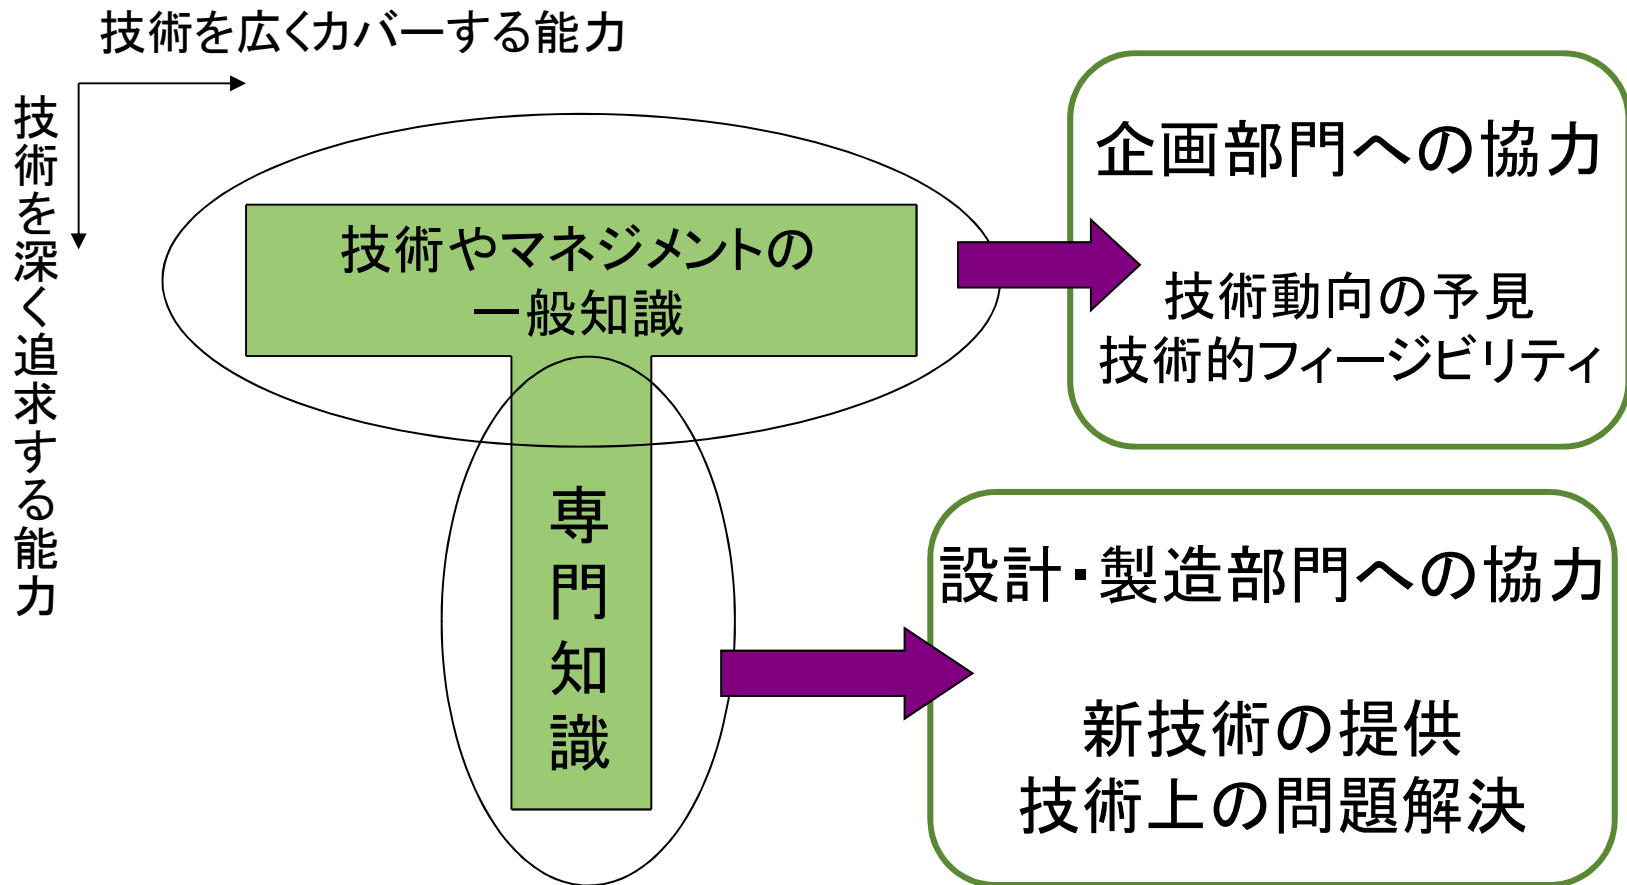 技術を広くカバーする能力
技術を深く追求する能力
技術やマネジメントの
一般知識
専門知識
企画部門への協力
技術動向の予見
技術的フィージビリティ
設計・製造部門への協力
新技術の提供
技術上の問題解決